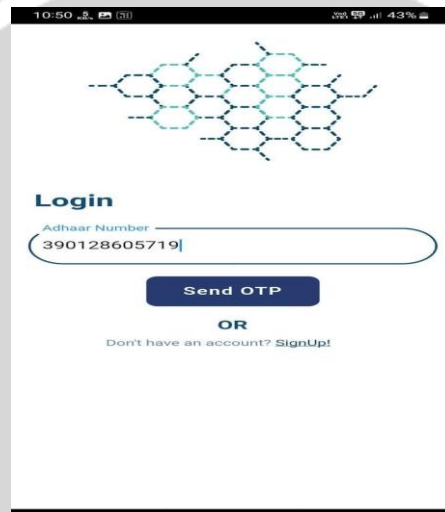 10:50
43%
Login
Adhaar Number
390128605719
Send OTP
OR
Don't have an account? SignUp!